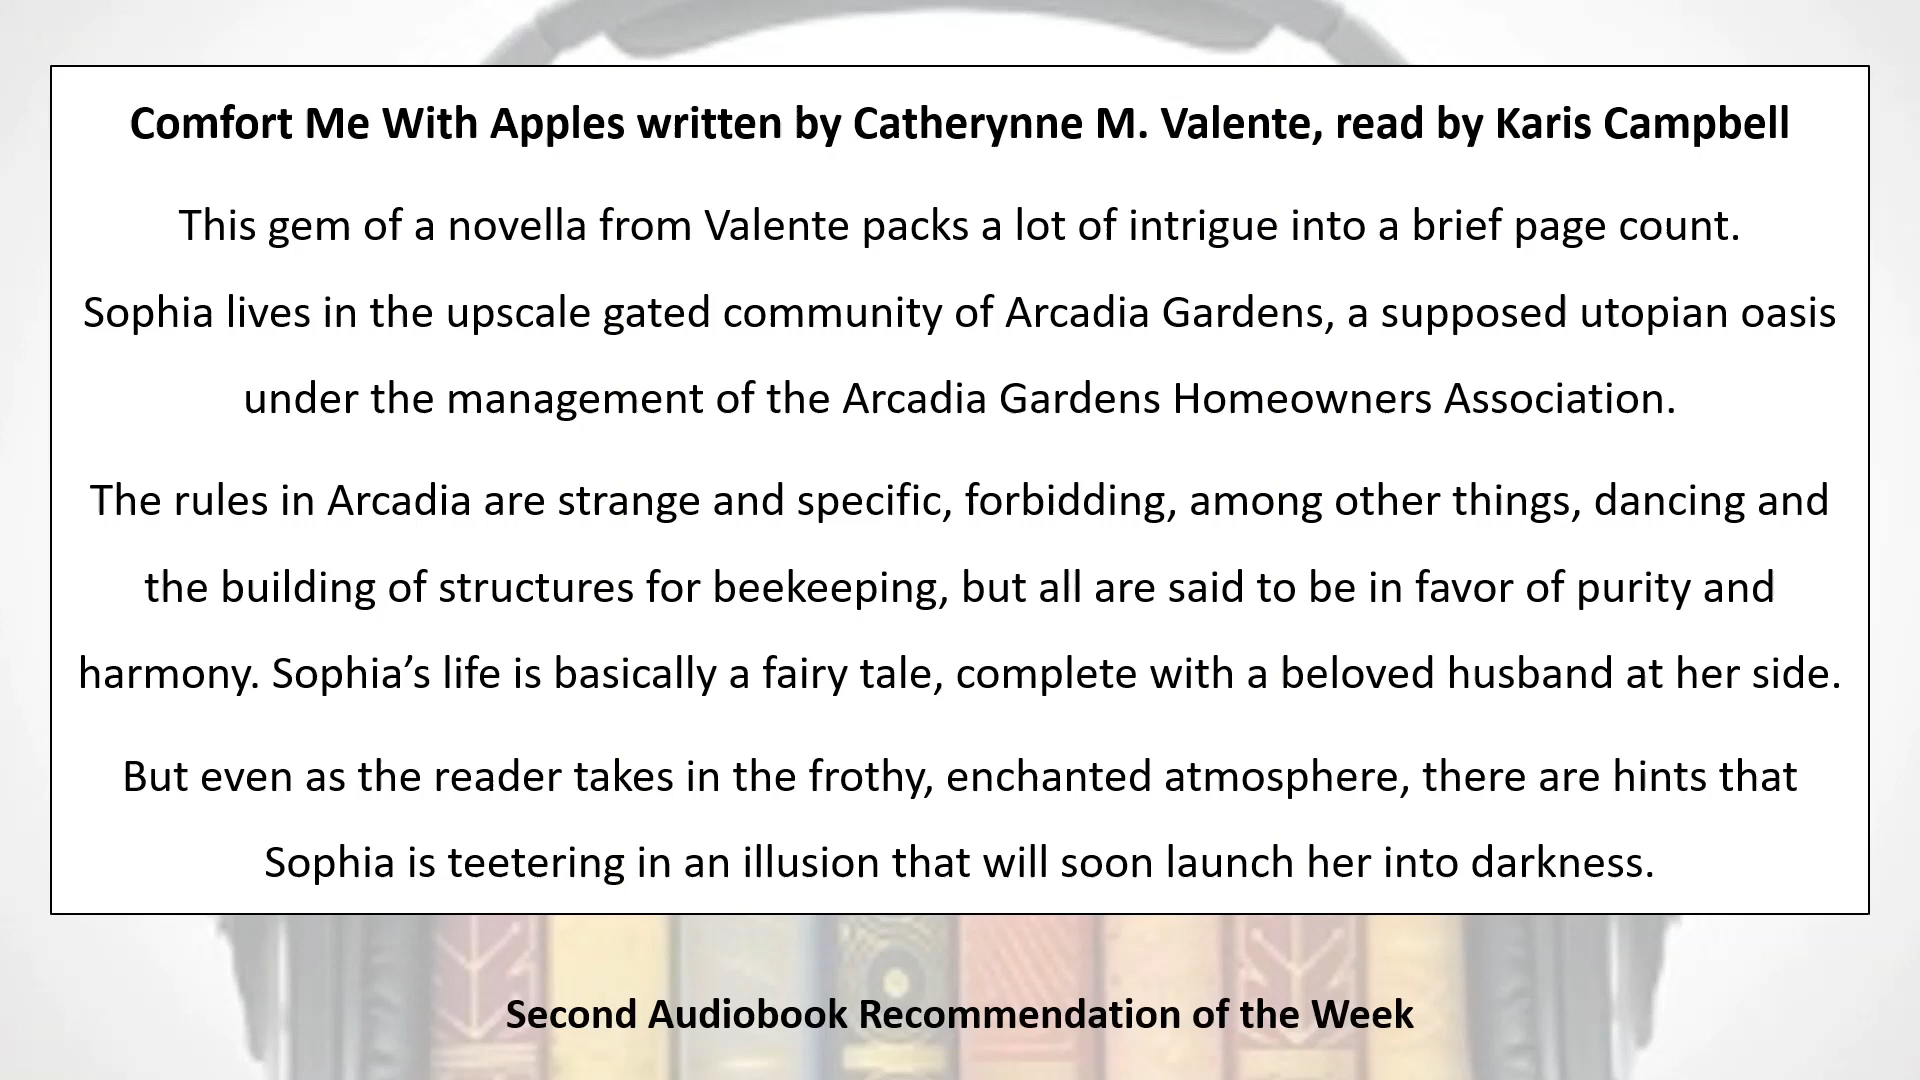 Comfort Me With Apples written by Catherynne M. Valente, read by Karis Campbell
This gem of a novella from Valente packs a lot of intrigue into a brief page count.
Sophia lives in the upscale gated community of Arcadia Gardens, a supposed utopian oasis
under the management of the Arcadia Gardens Homeowners Association.
The rules in Arcadia are strange and specific, forbidding, among other things, dancing and
the building of structures for beekeeping, but all are said to be in favor of purity and
harmony. Sophia’s life is basically a fairy tale, complete with a beloved husband at her side.
But even as the reader takes in the frothy, enchanted atmosphere, there are hints that
Sophia is teetering in an illusion that will soon launch her into darkness.
Second Audiobook Recommendation of the Week